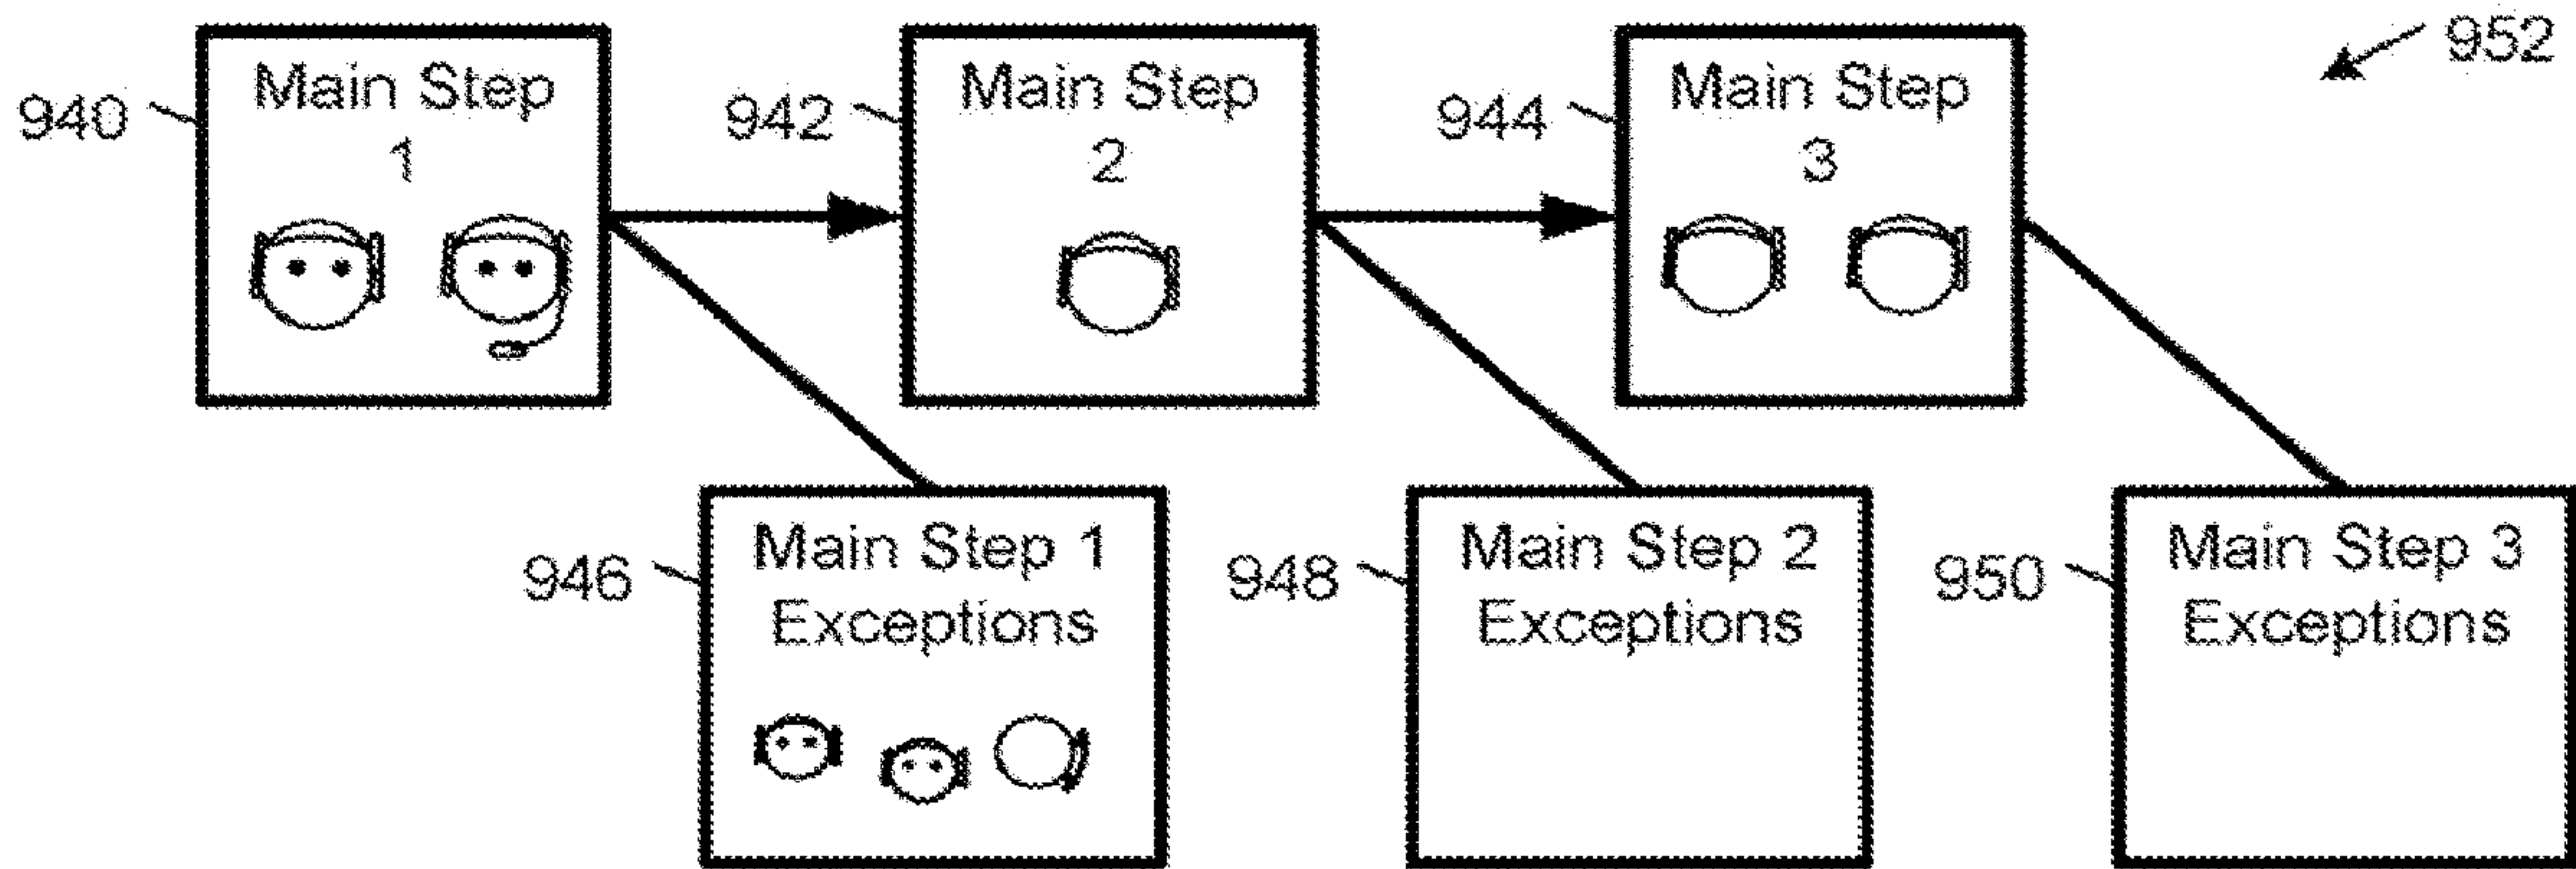 952
940
Main Step
1
942
Main Step
2
944
Main Step
3
946
Main Step 1
Exceptions
948
Main Step 2
Exceptions
950
Main Step 3
Exceptions